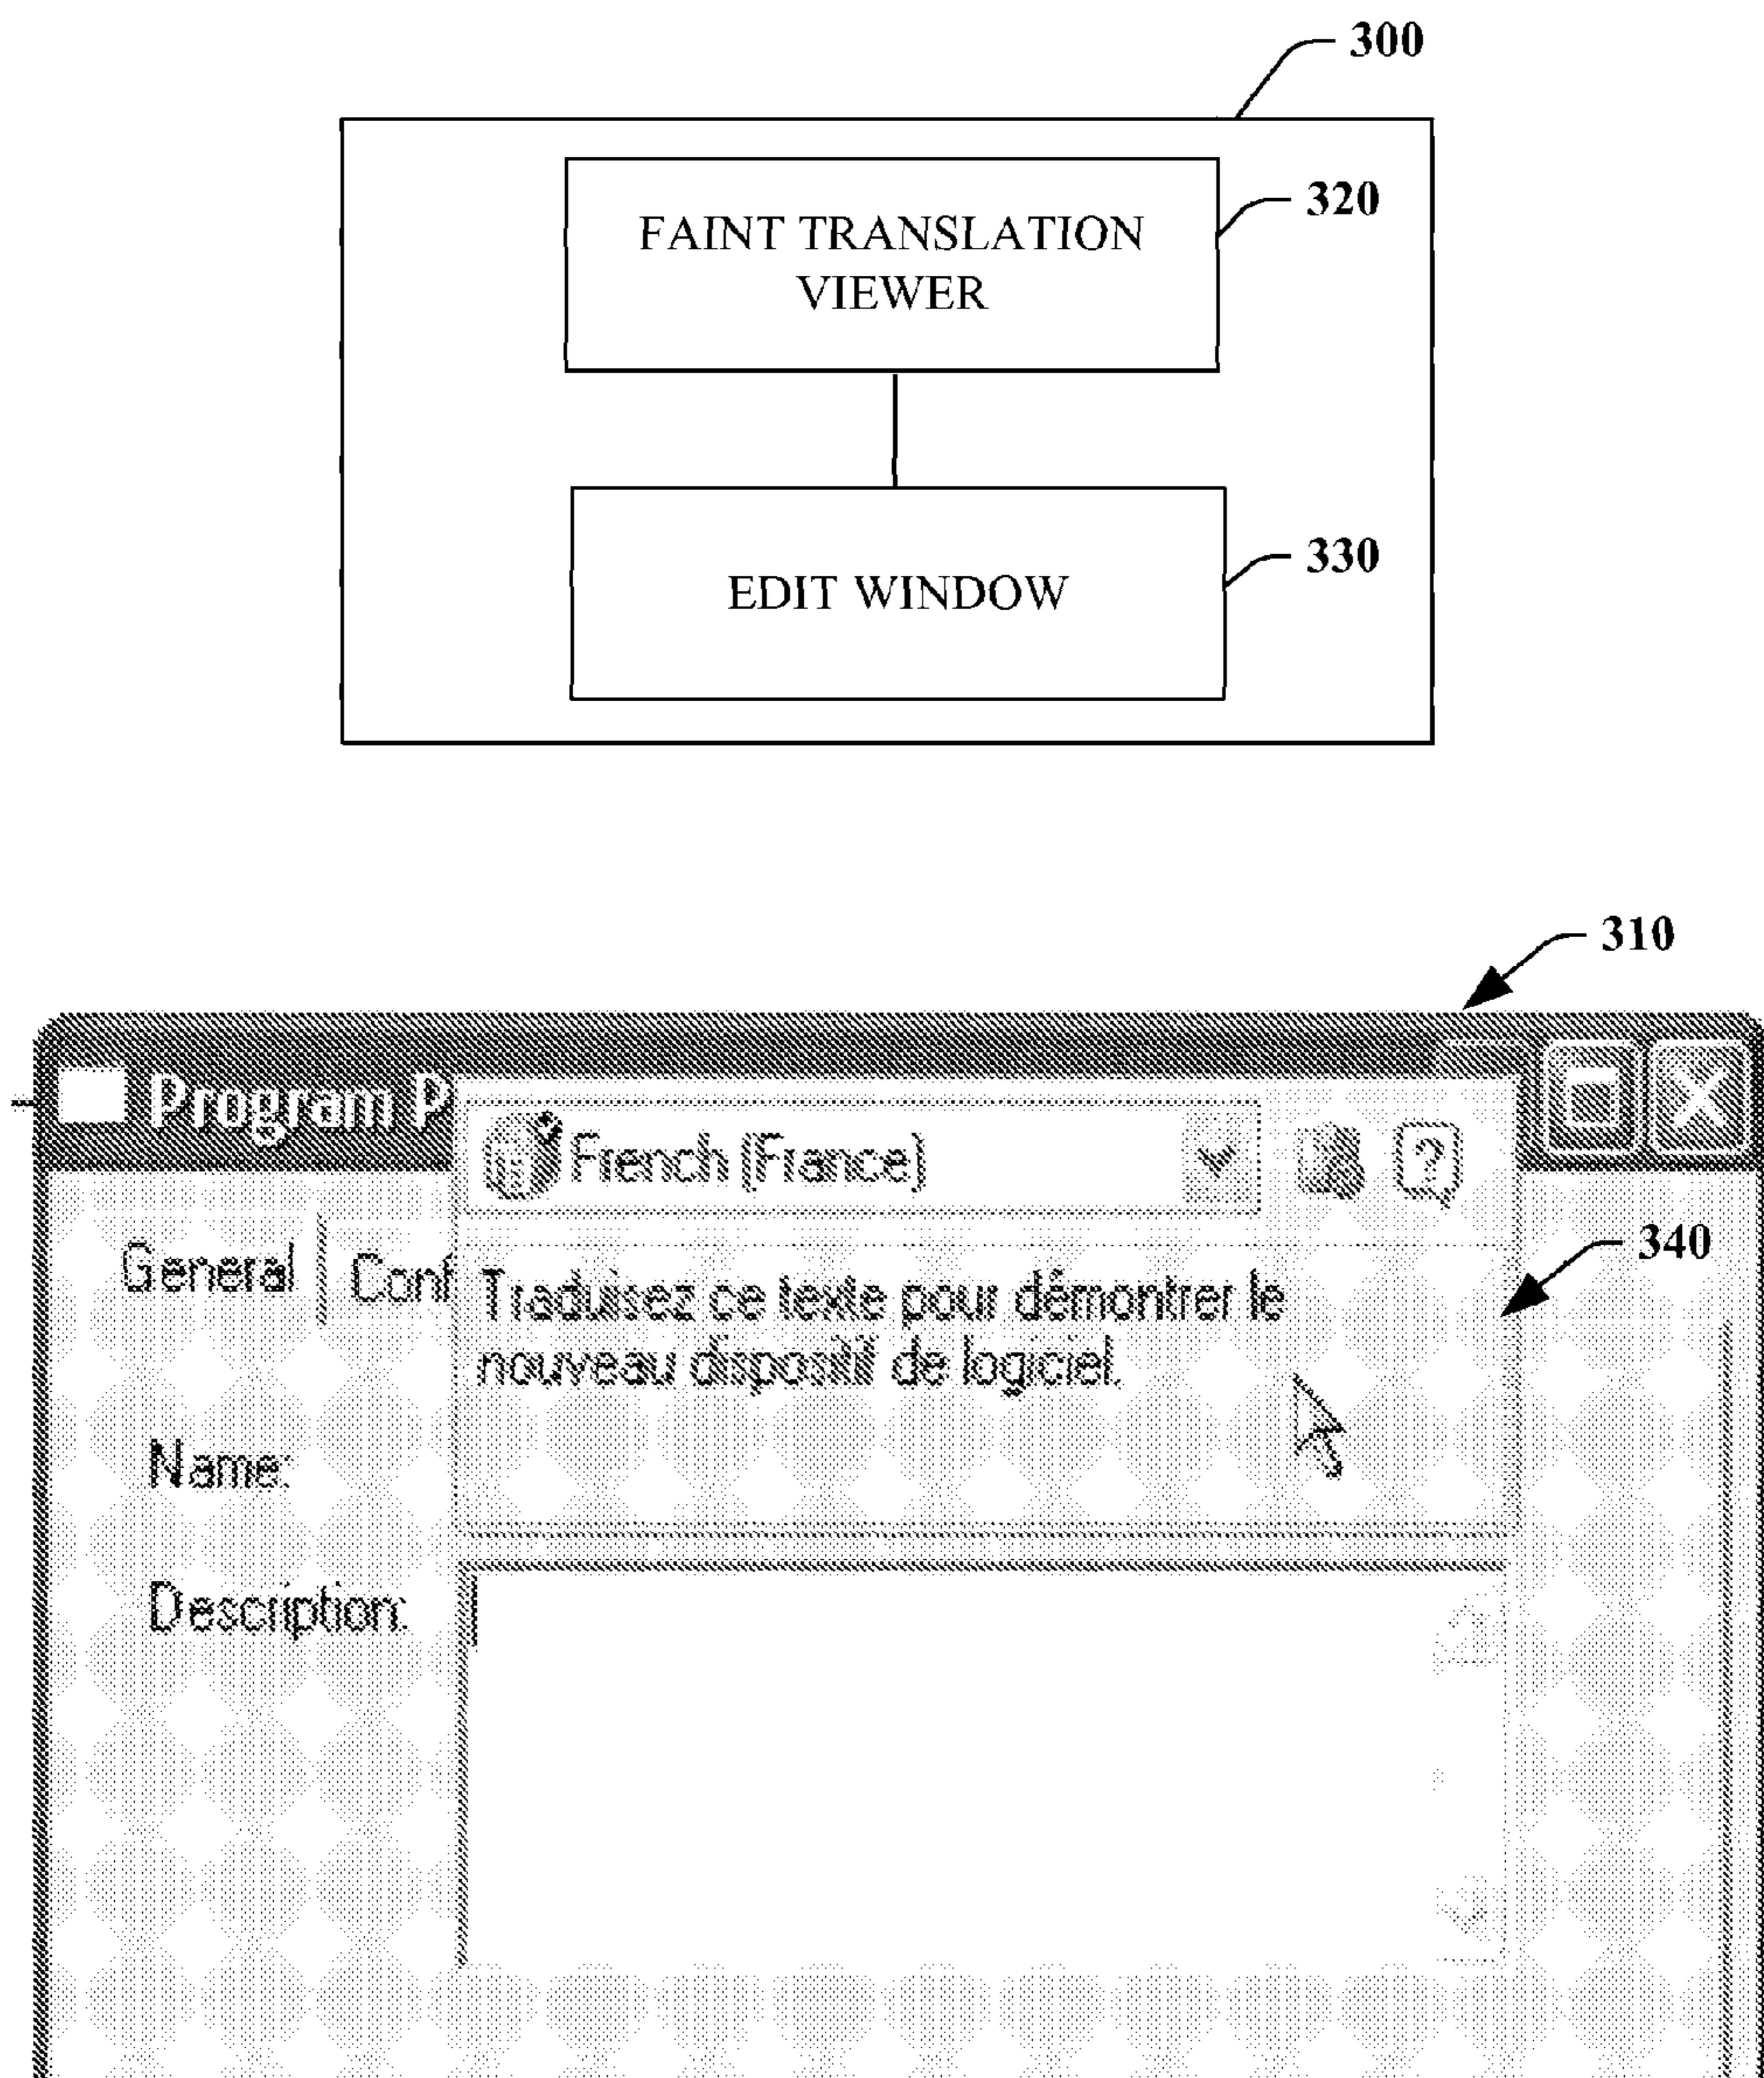 300
FAINT TRANSLATION
VIEWER
320
EDIT WINDOW
330
310
Program P
French (France)
?
340
General
Conf
Traduisez ce texte pour démontrer le
nouveau dispositif de logiciel.
Name:
Description: